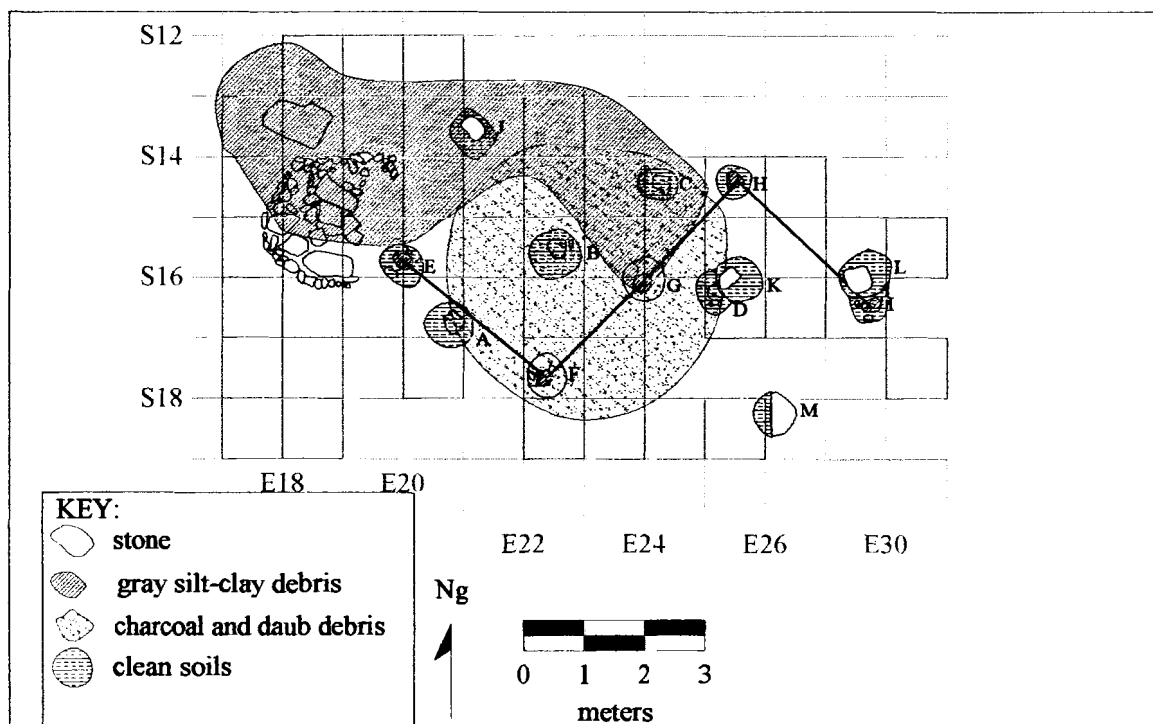 S12
J
S14
C
H
B
E
L
S16
G
K
I
D
A
F
S18
M
E18 E20
KEY:
stone
E22 E24 E26 E30
gray silt-clay debris
Ng
charcoal and daub debris
clean soils
0 1 2 3
meters